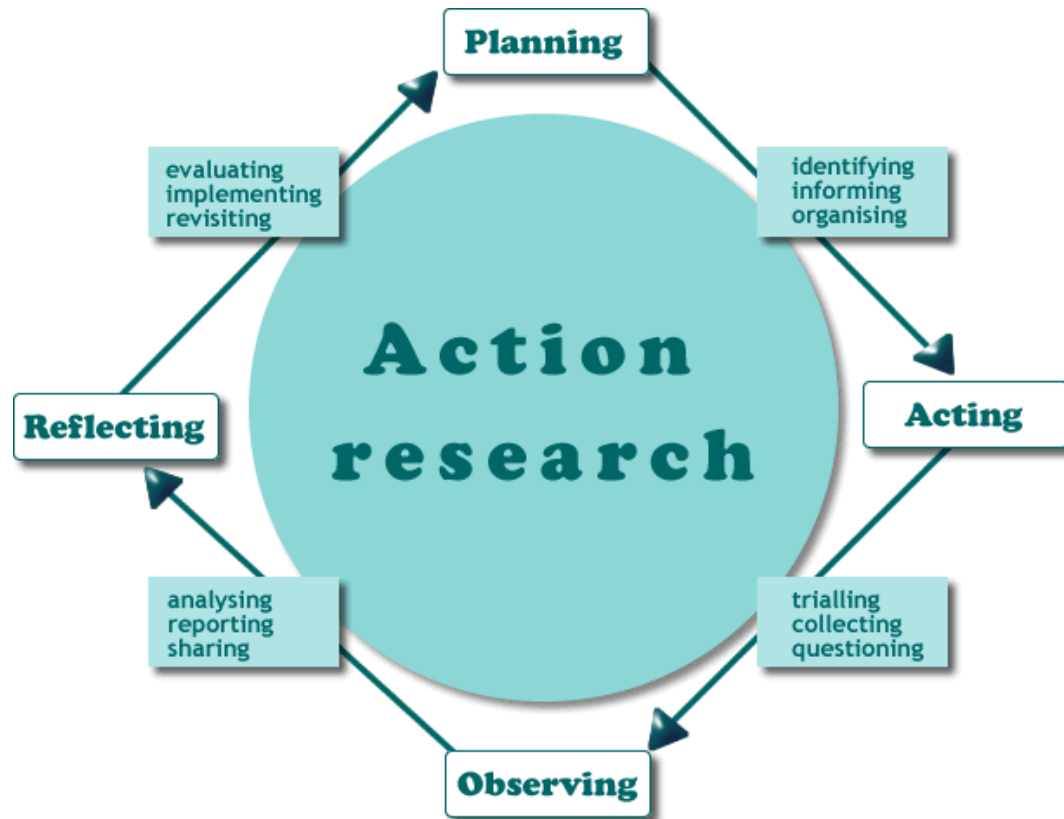 Planning
evaluating
implementing
revisiting
identifying
informing
organising
Action
research
Reflecting
Acting
analysing
reporting
sharing
trialling
collecting
questioning
Observing